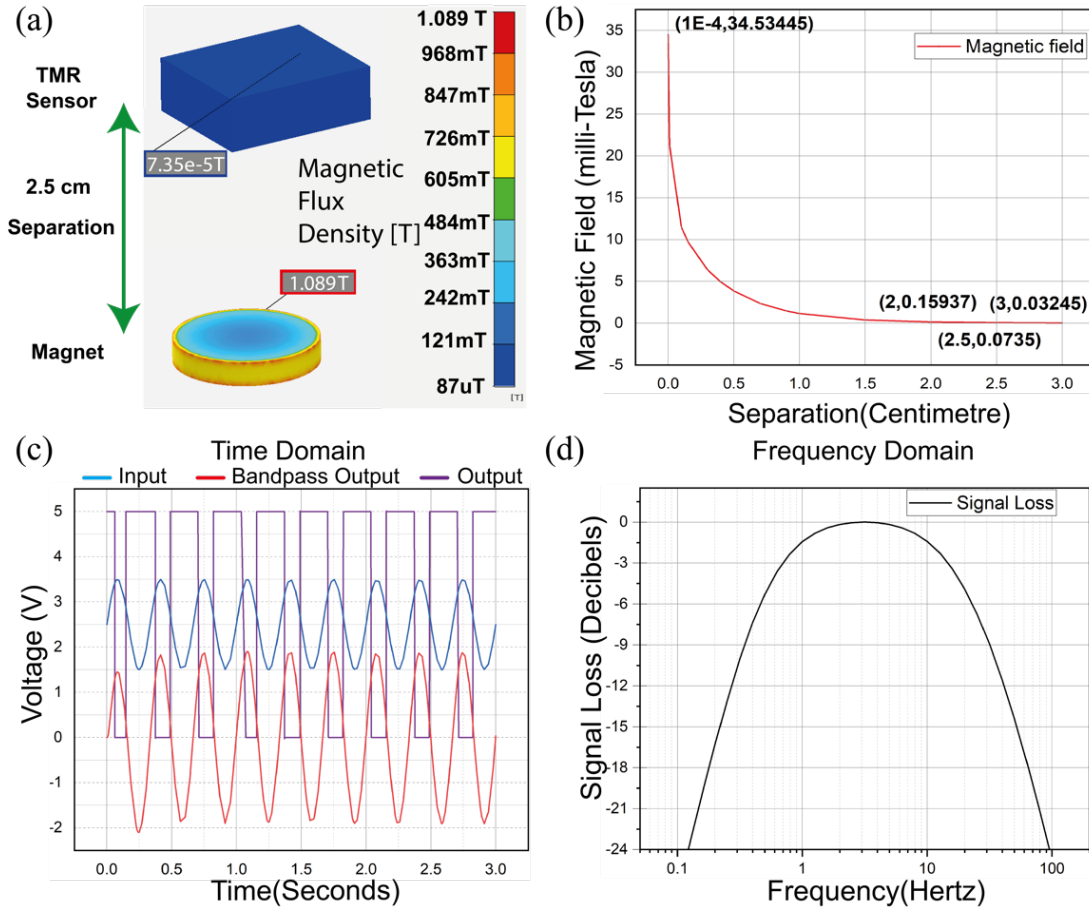 (a)
TMR
Sensor
2.5 cm
Separation
Magnet
7.35e-5T
Magnetic
Flux
Density [T]
1.089T
1.089 T
968mT
847mT
726mT
605mT
484mT
363mT
242mT
121mT
87uT
[T]
(b)
Magnetic Field (milli-Tesla)
35
30
25
20
15
10
5
0
-5
(1E-4,34.53445)
Magnetic field
(2,0.15937)
(3,0.03245)
(2.5,0.0735)
0.0 0.5 1.0 1.5 2.0 2.5 3.0
Separation(Centimetre)
(c)
Time Domain
Input Bandpass Output Output
Voltage (V)
5
4
3
2
1
0
-1
-2
0.0 0.5 1.0 1.5 2.0 2.5 3.0
Time(Seconds)
(d)
Frequency Domain
Signal Loss
Signal Loss (Decibels)
0
-3
-6
-9
-12
-15
-18
-21
-24
0.1 1 10 100
Frequency(Hertz)